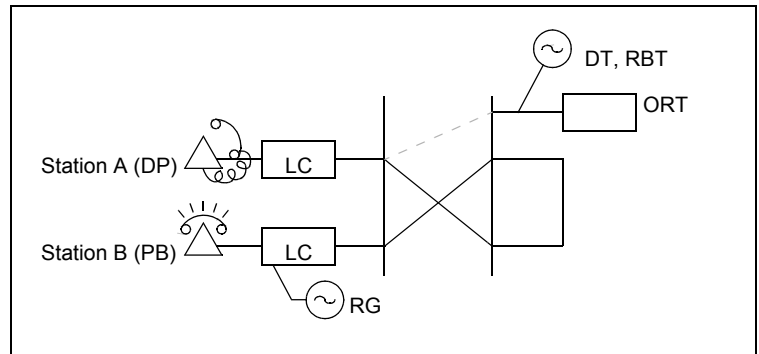 DT, RBT
ORT
Station A (DP)
LC
Station B (PB)
LC
RG